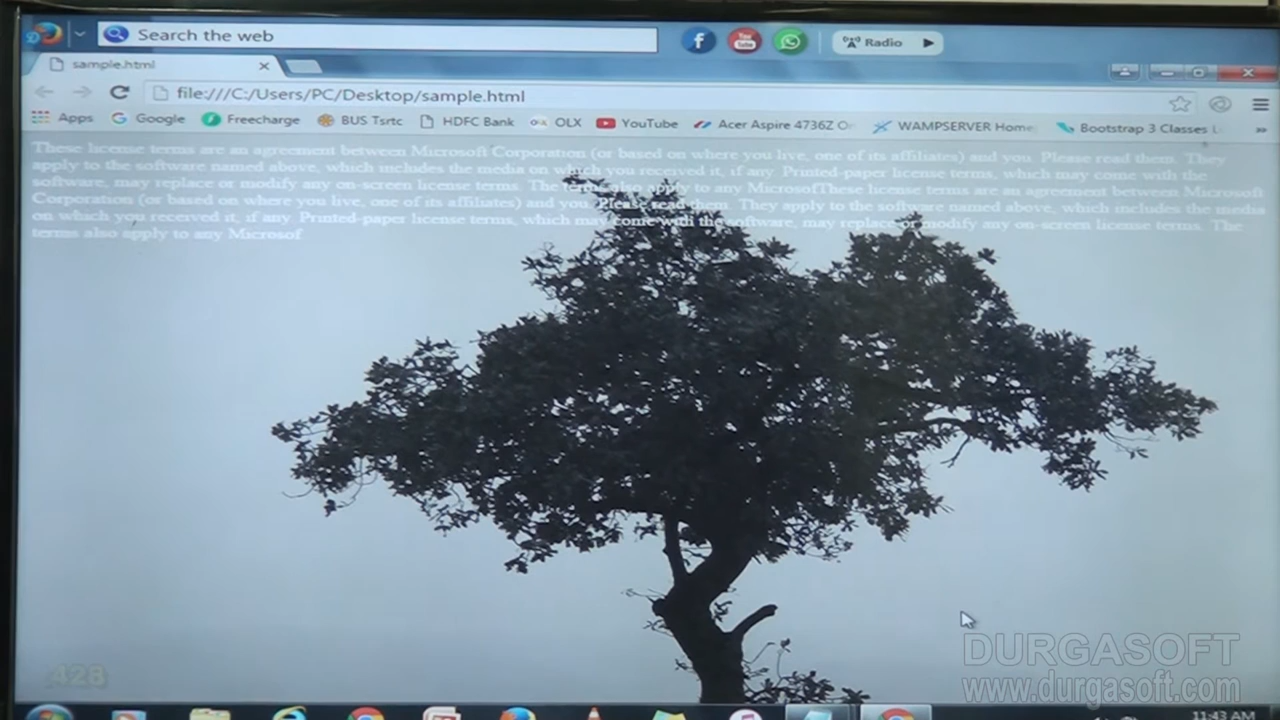 Search the web
Radio
sample.html
file:///C:/Users/PC/Desktop/sample.html
Apps Google Freecharge BUS Tsrtc HDFC Bank OLX YouTube Acer Aspire 4736Z WAMPSERVER Home Bootstrap 3 Classes
These license terms are an agreement between Microsoft Corporation (or based on where you live, one of its affiliates) and you. Please read them. They
apply to the software named above, which includes the media on which you received it, if any. Printed-paper license terms, which may come with the
software, may replace or modify any on-screen license terms. The terms also apply to any MicrosofThese license terms are an agreement between Microsoft
Corporation (or based on where you live, one of its affiliates) and you. Please read them. They apply to the software named above, which includes the media
on which you received it, if any. Printed-paper license terms, which may come with the software, may replace or modify any on-screen license terms. The
terms also apply to any Microsof
DURGASOFT
www.durgasoft.com
428
11:43 AM